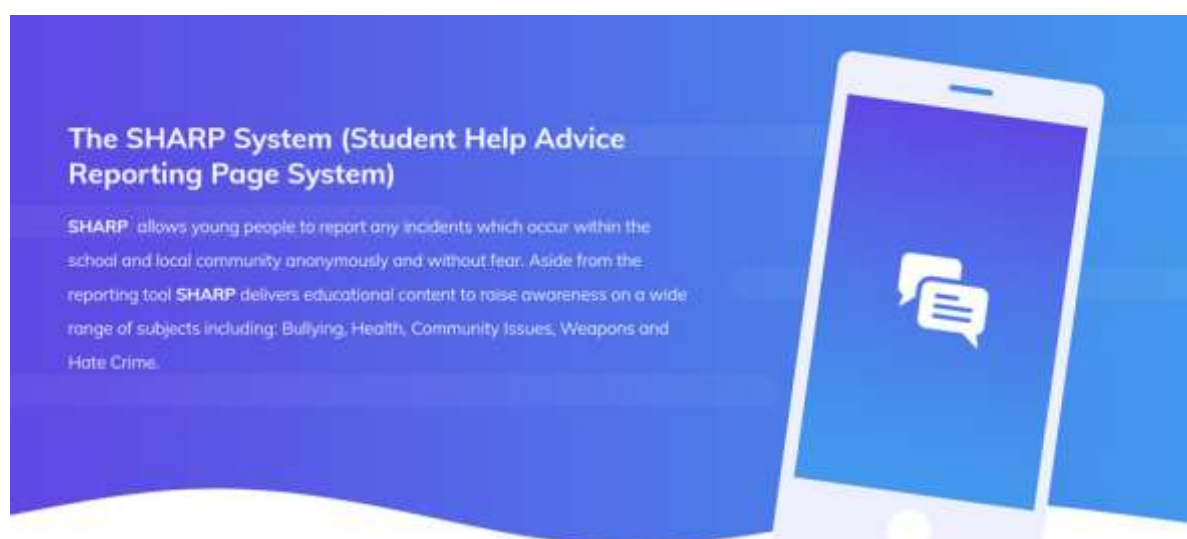 The SHARP System (Student Help Advice
Reporting Page System)
SHARP allows young people to report any incidents which occur within the
school and local community anonymously and without fear. Aside from the
reporting tool SHARP delivers educational content to raise awareness on a wide
range of subjects including: Bullying, Health, Community Issues, Weapons and
Hate Crime.